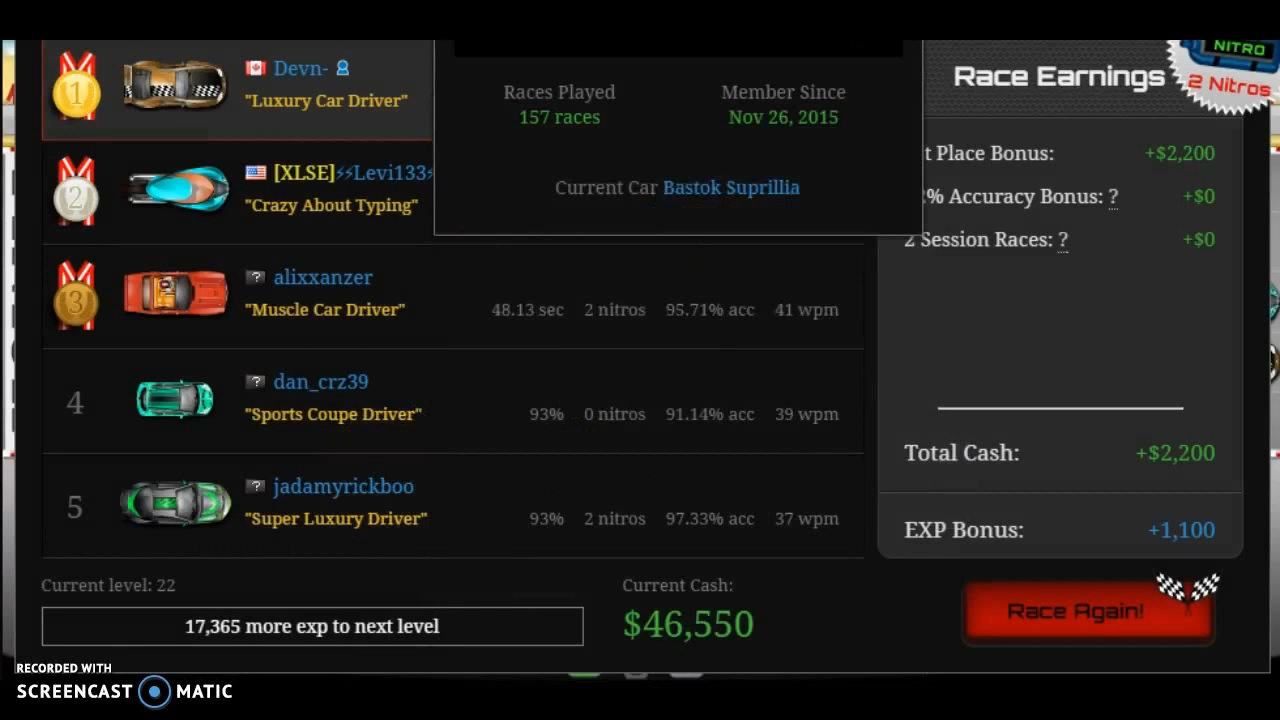 1
Devn-
"Luxury Car Driver"
2
[XLSE]⚡⚡Levi133⚡
"Crazy About Typing"
3
? alixxanzer
"Muscle Car Driver"
48.13 sec 2 nitros 95.71% acc 41 wpm
4
? dan_crz39
"Sports Coupe Driver"
93% 0 nitros 91.14% acc 39 wpm
5
? jadamyrickboo
"Super Luxury Driver"
93% 2 nitros 97.33% acc 37 wpm
Races Played
157 races
Member Since
Nov 26, 2015
Current Car Bastok Suprillia
NITRO
2 Nitros
Race Earnings
t Place Bonus: +$2,200
% Accuracy Bonus: ? +$0
2 Session Races: ? +$0
Total Cash: +$2,200
EXP Bonus: +1,100
Current level: 22
17,365 more exp to next level
Current Cash:
$46,550
Race Again!
RECORDED WITH
SCREENCAST MATIC